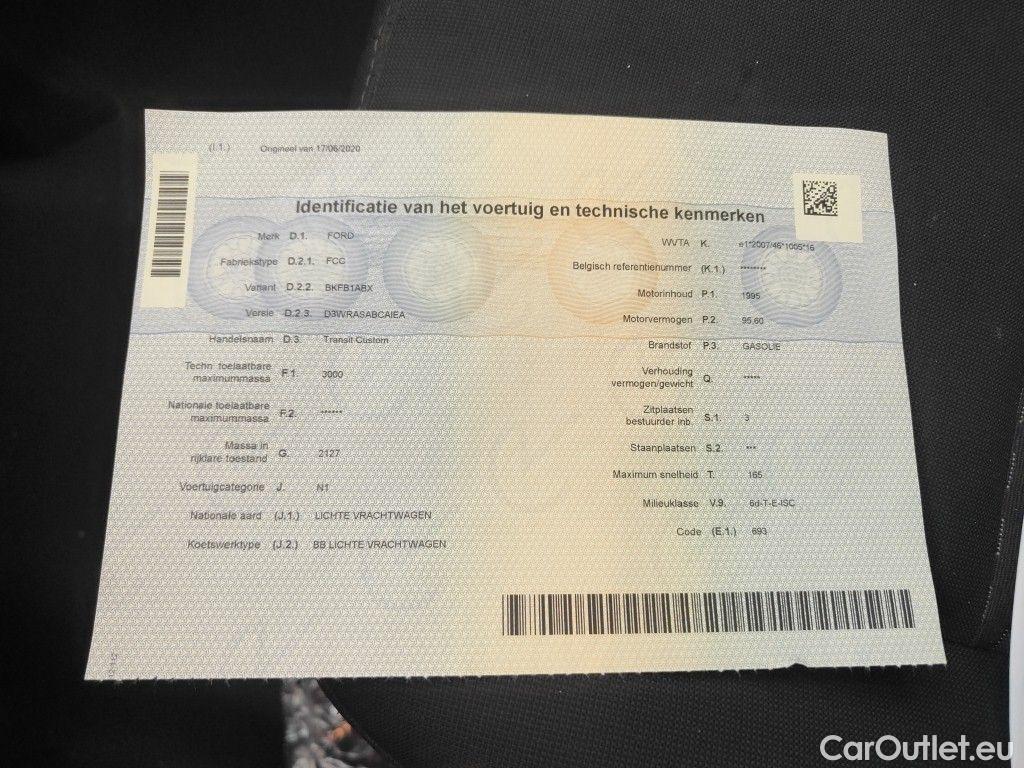 (I.1.) Origineel van 17/06/2020
Identificatie van het voertuig en technische kenmerken
Merk D.1. FORD
Fabriekstype D.2.1. FCC
Variant D.2.2. BKFB1ABX
Versie D.2.3. D3WRASABCAIEA
Handelsnaam D.3. Transit Custom
Techn toelaatbare
maximummassa F.1. 3000
Nationale toelaatbare
maximummassa F.2. ******
Massa in
rijklare toestand G. 2127
Voertuigcategorie J. N1
Nationale aard (J.1.) LICHTE VRACHTWAGEN
Koetswerktype (J.2.) BB LICHTE VRACHTWAGEN
WVTA K. e1*2007/46*1005*16
Belgisch referentienummer (K.1.) ********
Motorinhoud P.1. 1995
Motorvermogen P.2. 95,60
Brandstof P.3. GASOLIE
Verhouding
vermogen/gewicht Q. *****
Zitplaatsen
bestuurder inb. S.1. 3
Staanplaatsen S.2. ***
Maximum snelheid T. 165
Milieuklasse V.9. 6d-T-E-ISC
Code (E.1.) 693
CarOutlet.eu